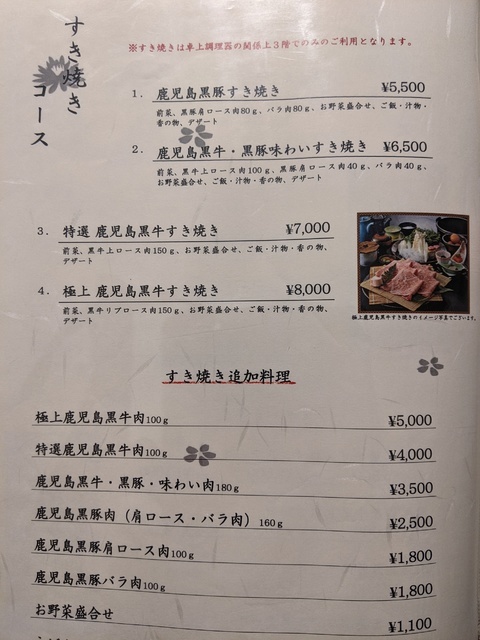 すき焼き
コース
※すき焼きは卓上調理器の関係上3階でのみのご利用となります。
1. 鹿児島黒豚すき焼き ¥5,500
前菜、黒豚肩ロース肉80g、バラ肉80g、お野菜盛合せ、ご飯・汁物・
香の物、デザート
2. 鹿児島黒牛・黒豚味わいすき焼き ¥6,500
前菜、黒牛上ロース肉100g、黒豚肩ロース肉40g、バラ肉40g、
お野菜盛合せ、ご飯・汁物・香の物、デザート
3. 特選 鹿児島黒牛すき焼き ¥7,000
前菜、黒牛上ロース肉150g、お野菜盛合せ、ご飯・汁物・香の物、
デザート
4. 極上 鹿児島黒牛すき焼き ¥8,000
前菜、黒牛リブロース肉150g、お野菜盛合せ、ご飯・汁物・香の物、
デザート
極上鹿児島黒牛すき焼きのイメージ写真でございます。
すき焼き追加料理
極上鹿児島黒牛肉100g ¥5,000
特選鹿児島黒牛肉100g ¥4,000
鹿児島黒牛・黒豚・味わい肉180g ¥3,500
鹿児島黒豚肉（肩ロース・バラ肉）160g ¥2,500
鹿児島黒豚肩ロース肉100g ¥1,800
鹿児島黒豚バラ肉100g ¥1,800
お野菜盛合せ ¥1,100